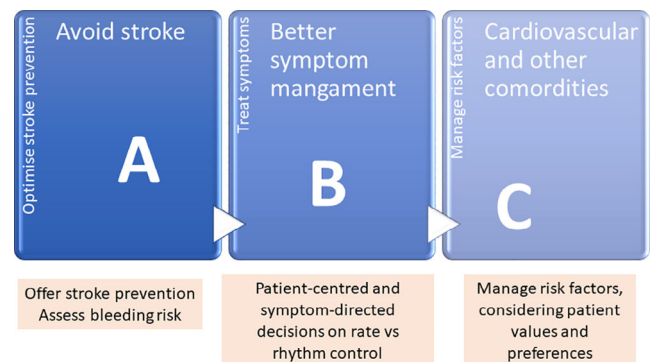 Optimise stroke prevention
Avoid stroke
A
Treat symptoms
Better
symptom
mangament
B
Manage risk factors
Cardiovascular
and other
comordities
C
Offer stroke prevention
Assess bleeding risk
Patient-centred and
symptom-directed
decisions on rate vs
rhythm control
Manage risk factors,
considering patient
values and
preferences